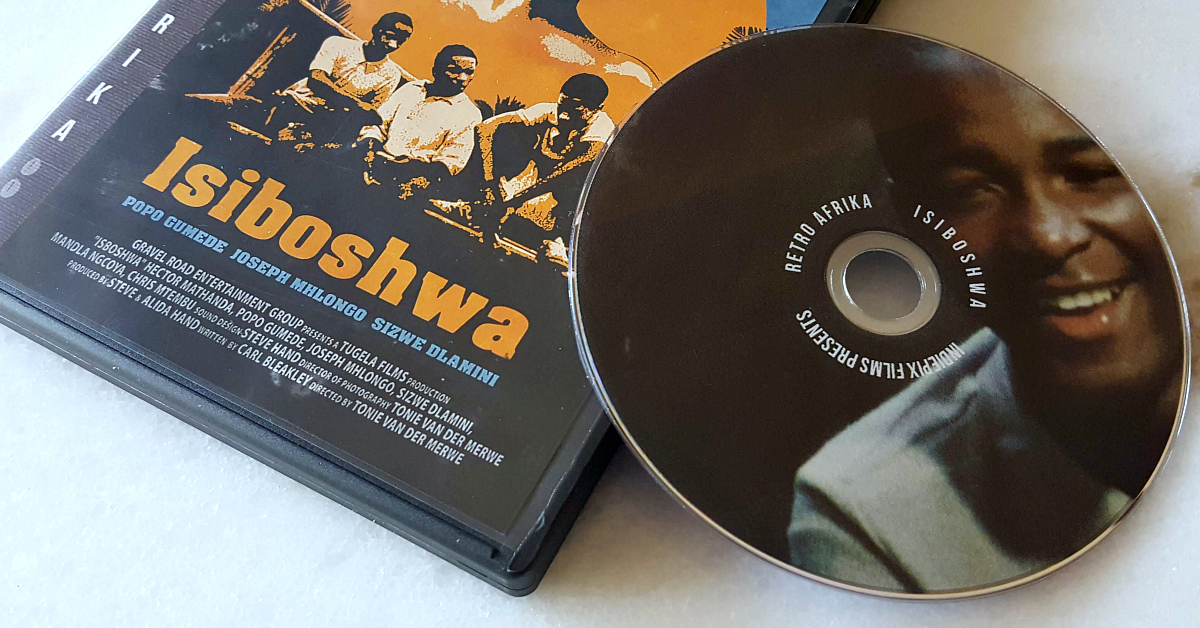 RIKA
Isiboshwa
POPO GUMEDE JOSEPH MHLONGO SIZWE DLAMINI
GRAVEL ROAD ENTERTAINMENT GROUP PRESENTS A TUGELA FILMS PRODUCTION
"ISBOSHWA" HECTOR MATHANDA, POPO GUMEDE, JOSEPH MHLONGO, SIZWE DLAMINI,
MANDLA NGCOYA, CHRIS MTEMBU, SOUND DESIGN STEVE HAND DIRECTOR OF PHOTOGRAPHY TONIE VAN DER MERWE
PRODUCED BY STEVE & ALIDA HAND WRITTEN BY CARL BLEAKLEY DIRECTED BY TONIE VAN DER MERWE
RETRO AFRIKA
ISIBOSHWA
INDIEPIX FILMS PRESENTS